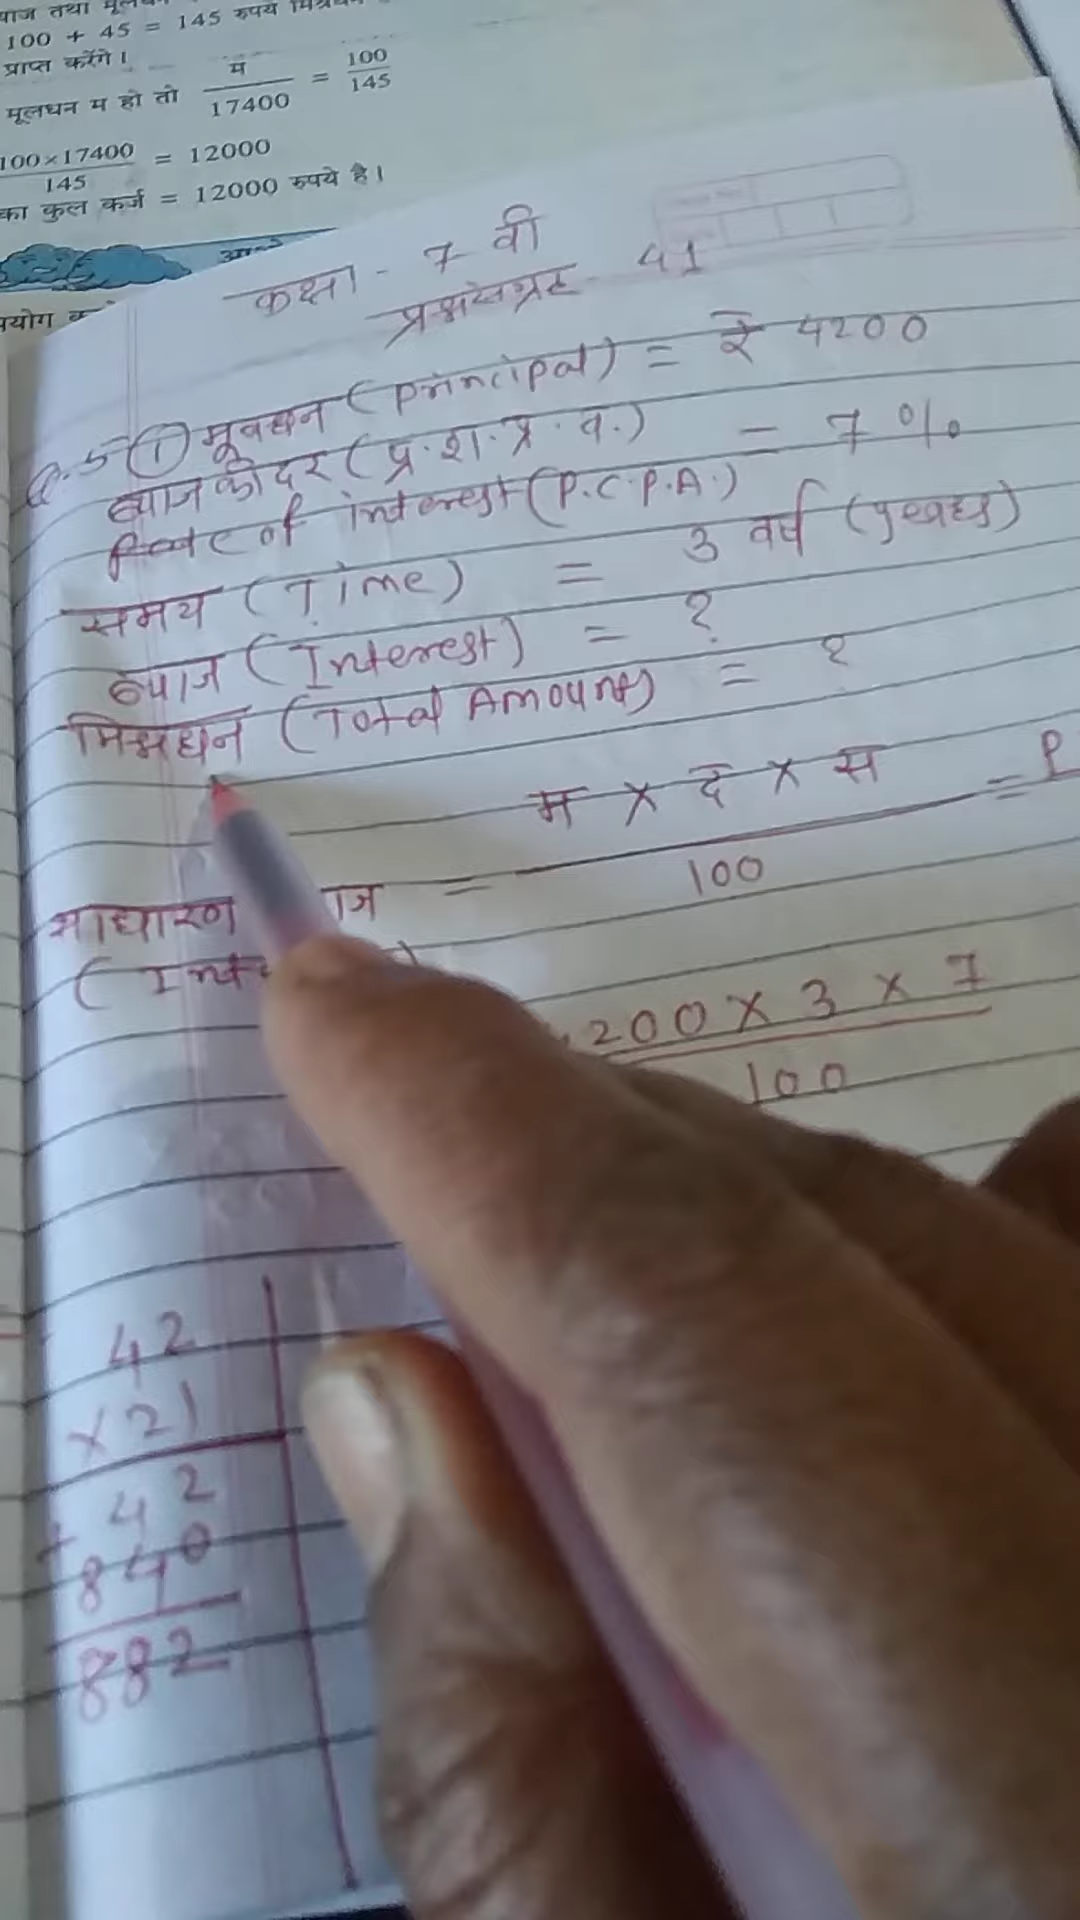 100 + 45 = 145 रुपये
प्राप्त करेंगे।
मूलधन म हो तो म/17400 = 100/145
100×17400/145 = 12000
का कुल कर्ज = 12000 रुपये है।
कक्षा - 7 वी
प्रश्नसंग्रह 41
Q.5 ① मूलधन (principal) = ₹ 4200
ब्याज की दर (प्र.श.प्र.व.) = 7%
Rate of interest (P.C.P.A.)
समय (Time) = 3 वर्ष (years)
ब्याज (Interest) = ?
मिश्रधन (Total Amount) = ?
म × द × स = P
100
साधारण
200 × 3 × 7
100
42
× 21
42
+ 840
882